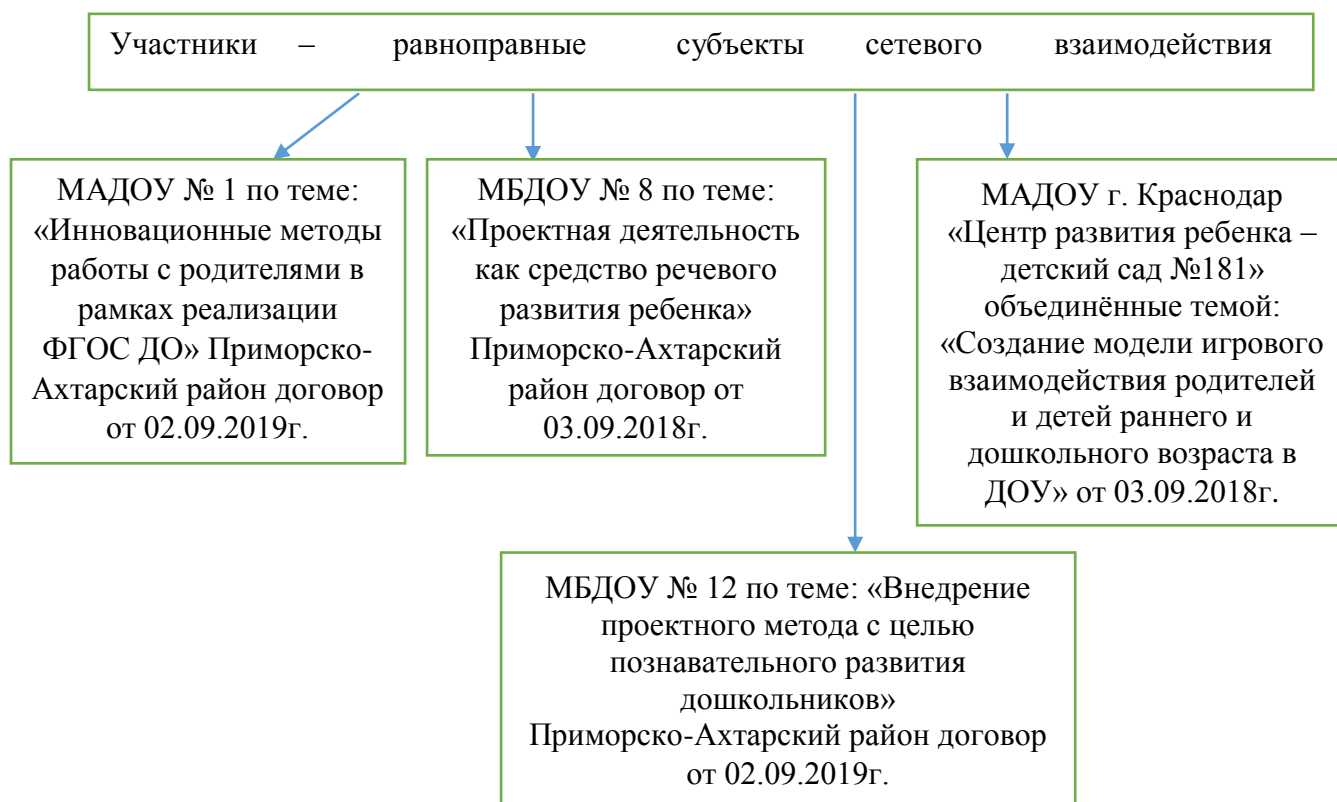 Участники – равноправные субъекты сетевого взаимодействия
МАДОУ № 1 по теме:
«Инновационные методы
работы с родителями в
рамках реализации
ФГОС ДО» Приморско-
Ахтарский район договор
от 02.09.2019г.
МБДОУ № 8 по теме:
«Проектная деятельность
как средство речевого
развития ребенка»
Приморско-Ахтарский
район договор от
03.09.2018г.
МАДОУ г. Краснодар
«Центр развития ребенка –
детский сад №181»
объединённые темой:
«Создание модели игрового
взаимодействия родителей
и детей раннего и
дошкольного возраста в
ДОУ» от 03.09.2018г.
МБДОУ № 12 по теме: «Внедрение
проектного метода с целью
познавательного развития
дошкольников»
Приморско-Ахтарский район договор
от 02.09.2019г.